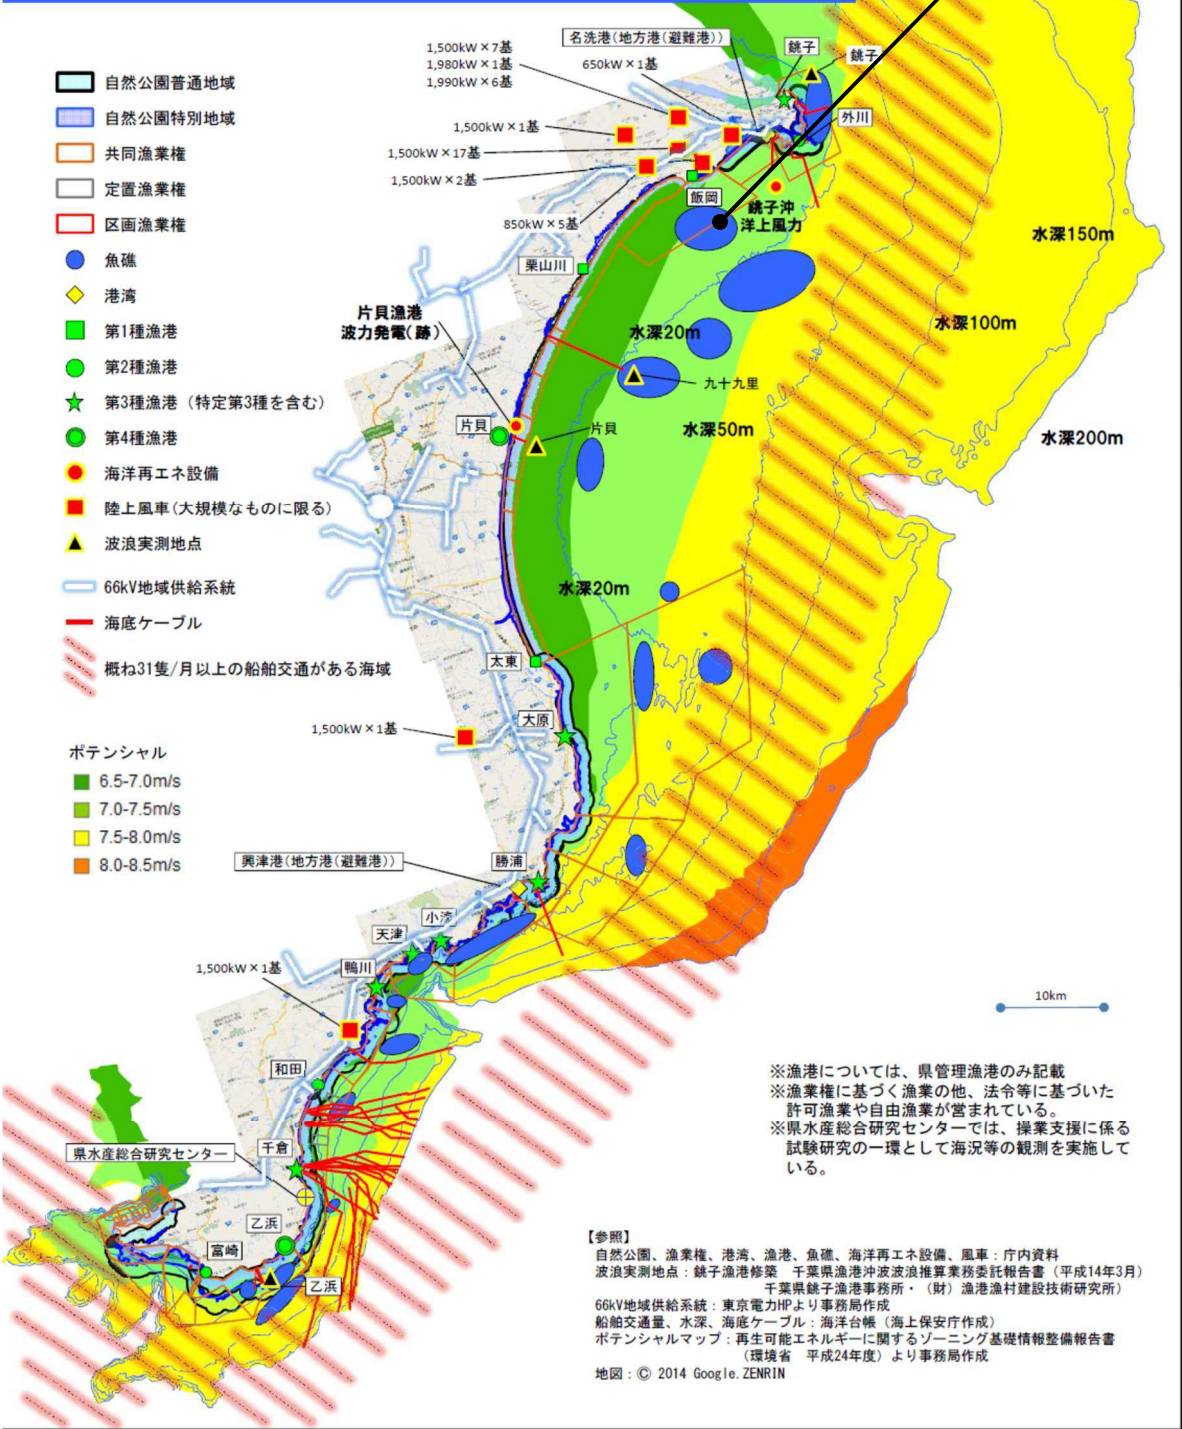 自然公園普通地域
自然公園特別地域
共同漁業権
定置漁業権
区画漁業権
魚礁
港湾
第1種漁港
第2種漁港
第3種漁港（特定第3種を含む）
第4種漁港
海洋再エネ設備
陸上風車(大規模なものに限る)
波浪実測地点
66kV地域供給系統
海底ケーブル
概ね31隻/月以上の船舶交通がある海域
ポテンシャル
6.5-7.0m/s
7.0-7.5m/s
7.5-8.0m/s
8.0-8.5m/s
1,500kW×7基
1,980kW×1基
1,990kW×6基
名洗港(地方港(避難港))
650kW×1基
銚子
銚子
外川
1,500kW×1基
1,500kW×17基
1,500kW×2基
850kW×5基
飯岡
銚子沖
洋上風力
栗山川
片貝漁港
波力発電(跡)
水深150m
水深100m
水深20m
九十九里
片貝
片貝
水深50m
水深200m
水深20m
太東
大原
1,500kW×1基
興津港(地方港(避難港))
勝浦
小湊
天津
鴨川
1,500kW×1基
和田
千倉
県水産総合研究センター
乙浜
富崎
乙浜
10km
※漁港については、県管理漁港のみ記載
※漁業権に基づく漁業の他、法令等に基づいた
許可漁業や自由漁業が営まれている。
※県水産総合研究センターでは、操業支援に係る
試験研究の一環として海況等の観測を実施して
いる。
【参照】
自然公園、漁業権、港湾、漁港、魚礁、海洋再エネ設備、風車：庁内資料
波浪実測地点：銚子漁港修築　千葉県漁港沖波波浪推算業務委託報告書（平成14年3月）
千葉県銚子漁港事務所・（財）漁港漁村建設技術研究所）
66kV地域供給系統：東京電力HPより事務局作成
船舶交通量、水深、海底ケーブル：海洋台帳（海上保安庁作成）
ポテンシャルマップ：再生可能エネルギーに関するゾーニング基礎情報整備報告書
（環境省　平成24年度）より事務局作成
地図：© 2014 Google.ZENRIN